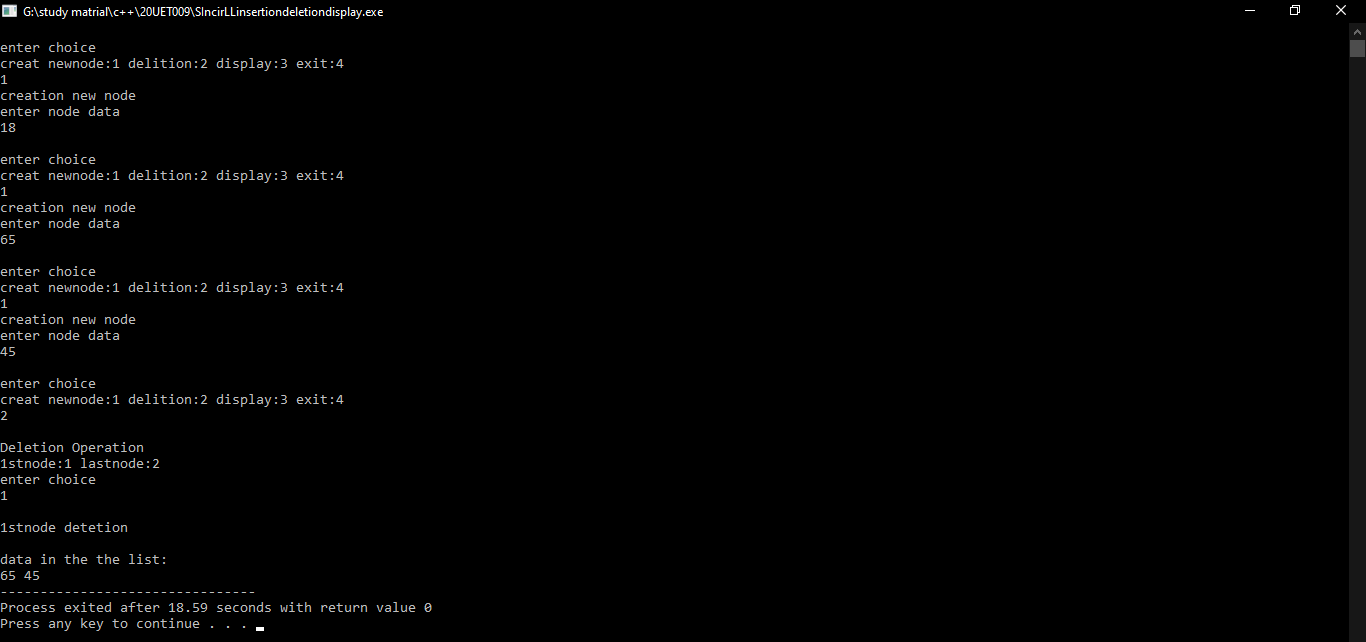 G:\study matrial\c++\20UET009\SIncirLLinsertiondeletiondisplay.exe
enter choice
creat newnode:1 delition:2 display:3 exit:4
1
creation new node
enter node data
18
enter choice
creat newnode:1 delition:2 display:3 exit:4
1
creation new node
enter node data
65
enter choice
creat newnode:1 delition:2 display:3 exit:4
1
creation new node
enter node data
45
enter choice
creat newnode:1 delition:2 display:3 exit:4
2
Deletion Operation
1stnode:1 lastnode:2
enter choice
1
1stnode detetion
data in the the list:
65 45
--------------------------------
Process exited after 18.59 seconds with return value 0
Press any key to continue . . .